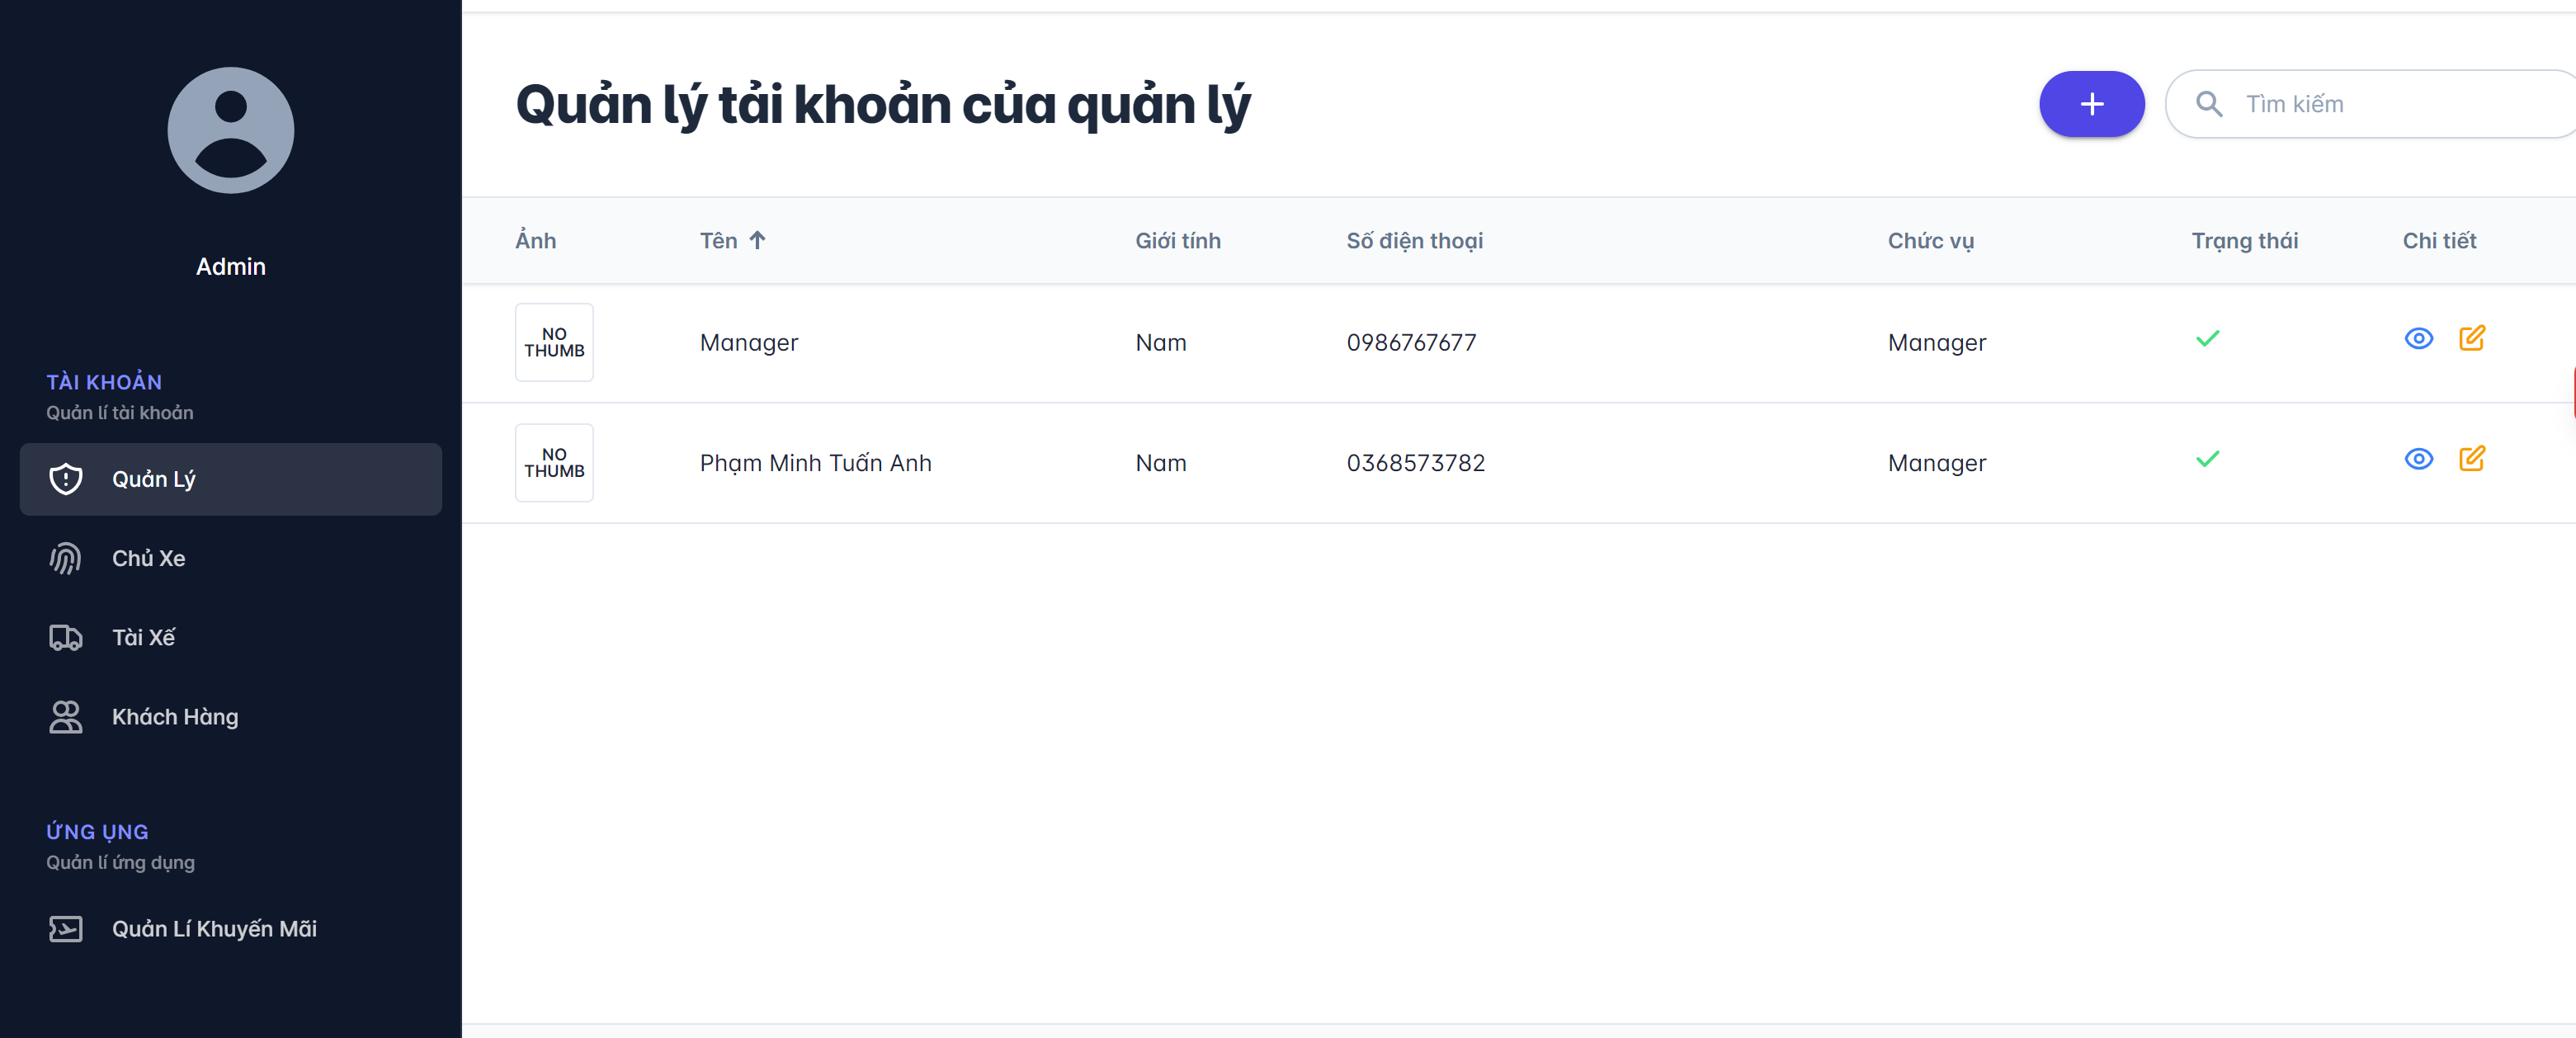 Admin
TÀI KHOẢN
Quản lí tài khoản
Quản Lý
Chủ Xe
Tài Xế
Khách Hàng
ỨNG ỤNG
Quản lí ứng dụng
Quản Lí Khuyến Mãi
Quản lý tải khoản của quản lý
Tìm kiếm
Ảnh Tên Giới tính Số điện thoại Chức vụ Trạng thái Chi tiết
NO THUMB Manager Nam 0986767677 Manager
NO THUMB Phạm Minh Tuấn Anh Nam 0368573782 Manager